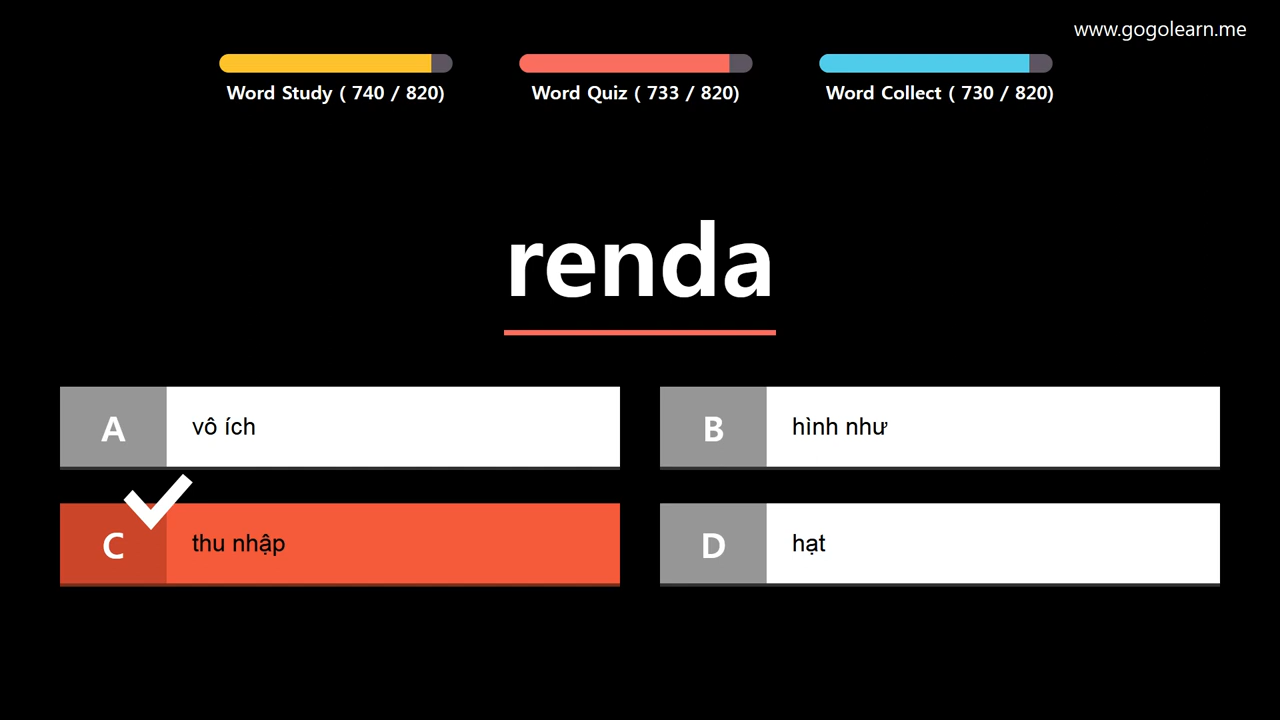 www.gogolearn.me
Word Study ( 740 / 820)
Word Quiz ( 733 / 820)
Word Collect ( 730 / 820)
renda
A vô ích
B hình như
C thu nhập
D hạt